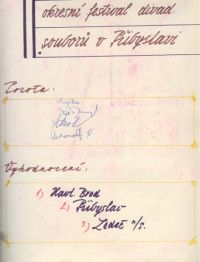 okresní festival divad.
souborů v Přibyslavi
Porota:
Vyhodnocení:
1) Havl. Brod
2) Přibyslav
3) Ledeč n/S.